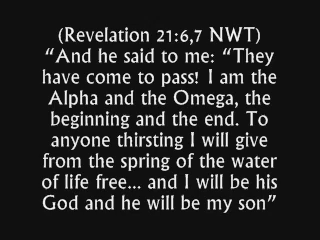 (Revelation 21:6,7 NWT)
“And he said to me: “They
have come to pass! I am the
Alpha and the Omega, the
beginning and the end. To
anyone thirsting I will give
from the spring of the water
of life free... and I will be his
God and he will be my son”